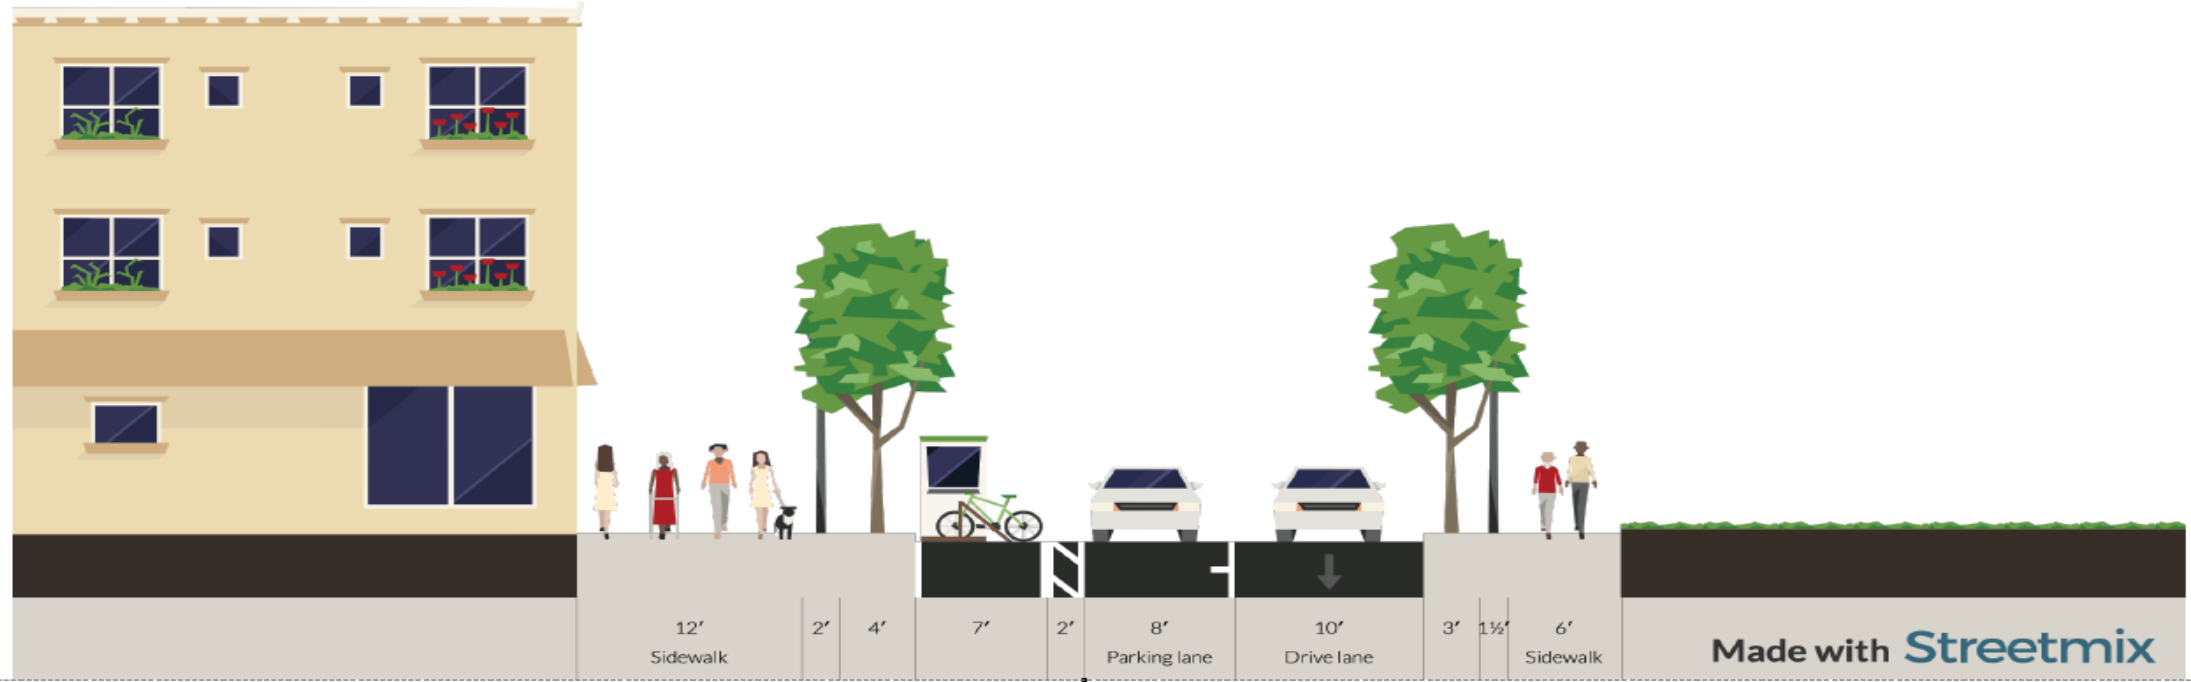 12′ 2′ 4′ 7′ 2′ 8′ 10′ 3′ 1½′ 6′
Sidewalk Parking lane Drive lane Sidewalk
Made with Streetmix